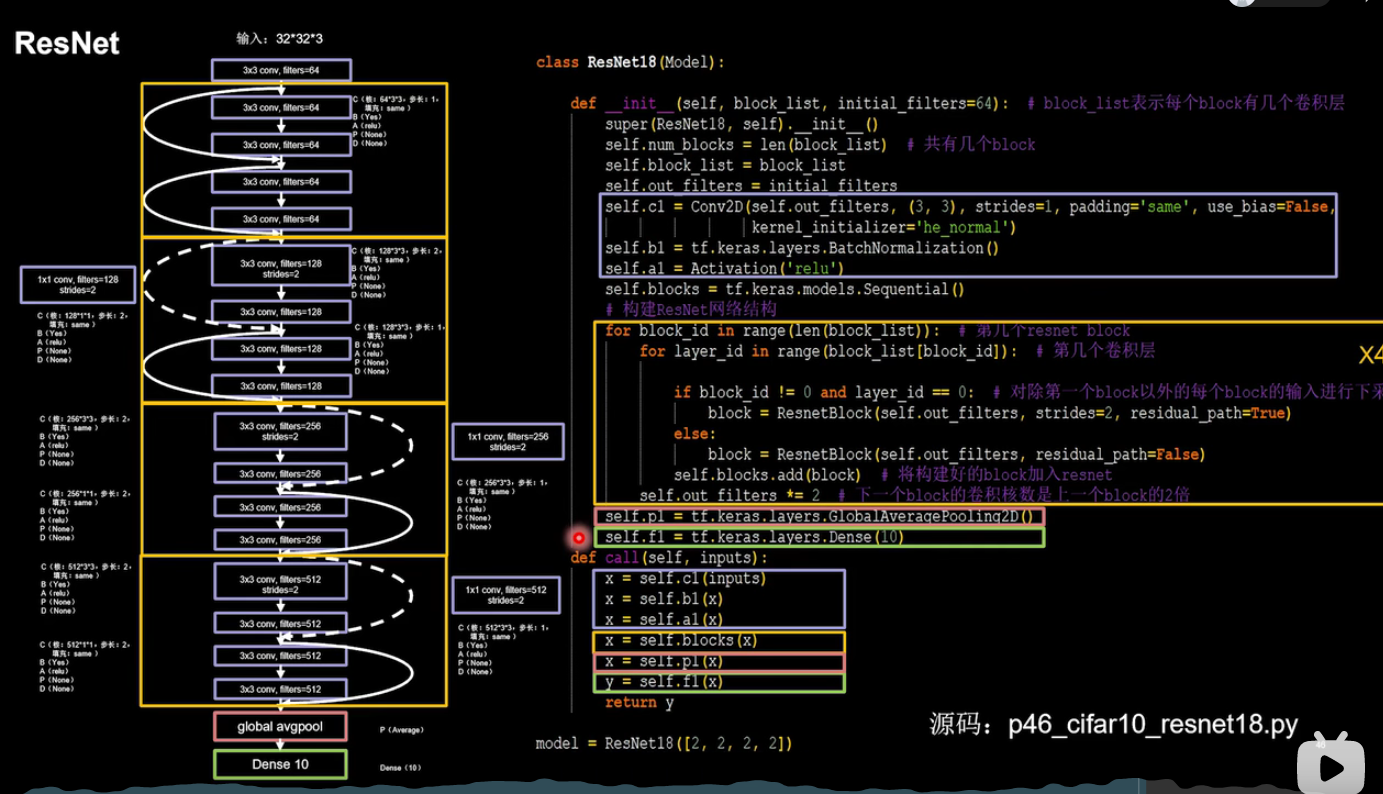 ResNet
输入：32*32*3
3x3 conv, filters=64
3x3 conv, filters=64
C（核：64*3*3，步长：1，
填充：same ）
B（Yes）
A（relu）
P（None）
D（None）
3x3 conv, filters=64
3x3 conv, filters=64
3x3 conv, filters=64
3x3 conv, filters=128
strides=2
C（核：128*3*3，步长：2，
填充：same ）
B（Yes）
A（relu）
P（None）
D（None）
1x1 conv, filters=128
strides=2
C（核：128*1*1，步长：2，
填充：same ）
B（Yes）
A（relu）
P（None）
D（None）
3x3 conv, filters=128
C（核：128*3*3，步长：1，
填充：same ）
B（Yes）
A（relu）
P（None）
D（None）
3x3 conv, filters=128
3x3 conv, filters=128
C（核：256*3*3，步长：2，
填充：same ）
B（Yes）
A（relu）
P（None）
D（None）
3x3 conv, filters=256
strides=2
1x1 conv, filters=256
strides=2
3x3 conv, filters=256
C（核：256*1*1，步长：2，
填充：same ）
B（Yes）
A（relu）
P（None）
D（None）
C（核：256*3*3，步长：1，
填充：same ）
B（Yes）
A（relu）
P（None）
D（None）
3x3 conv, filters=256
3x3 conv, filters=256
C（核：512*3*3，步长：2，
填充：same ）
B（Yes）
A（relu）
P（None）
D（None）
3x3 conv, filters=512
strides=2
1x1 conv, filters=512
strides=2
3x3 conv, filters=512
C（核：512*1*1，步长：2，
填充：same ）
B（Yes）
A（relu）
P（None）
D（None）
C（核：512*3*3，步长：1，
填充：same ）
B（Yes）
A（relu）
P（None）
D（None）
3x3 conv, filters=512
3x3 conv, filters=512
global avgpool
P（Average）
Dense 10
Dense（10）
class ResNet18(Model):
def __init__(self, block_list, initial_filters=64): # block_list表示每个block有几个卷积层
super(ResNet18, self).__init__()
self.num_blocks = len(block_list) # 共有几个block
self.block_list = block_list
self.out_filters = initial_filters
self.c1 = Conv2D(self.out_filters, (3, 3), strides=1, padding='same', use_bias=False,
kernel_initializer='he_normal')
self.b1 = tf.keras.layers.BatchNormalization()
self.a1 = Activation('relu')
self.blocks = tf.keras.models.Sequential()
# 构建ResNet网络结构
for block_id in range(len(block_list)): # 第几个resnet block
for layer_id in range(block_list[block_id]): # 第几个卷积层
X4
if block_id != 0 and layer_id == 0: # 对除第一个block以外的每个block的输入进行下采
block = ResnetBlock(self.out_filters, strides=2, residual_path=True)
else:
block = ResnetBlock(self.out_filters, residual_path=False)
self.blocks.add(block) # 将构建好的block加入resnet
self.out_filters *= 2 # 下一个block的卷积核数是上一个block的2倍
self.p1 = tf.keras.layers.GlobalAveragePooling2D()
self.f1 = tf.keras.layers.Dense(10)
def call(self, inputs):
x = self.c1(inputs)
x = self.b1(x)
x = self.a1(x)
x = self.blocks(x)
x = self.p1(x)
y = self.f1(x)
return y
model = ResNet18([2, 2, 2, 2])
源码：p46_cifar10_resnet18.py